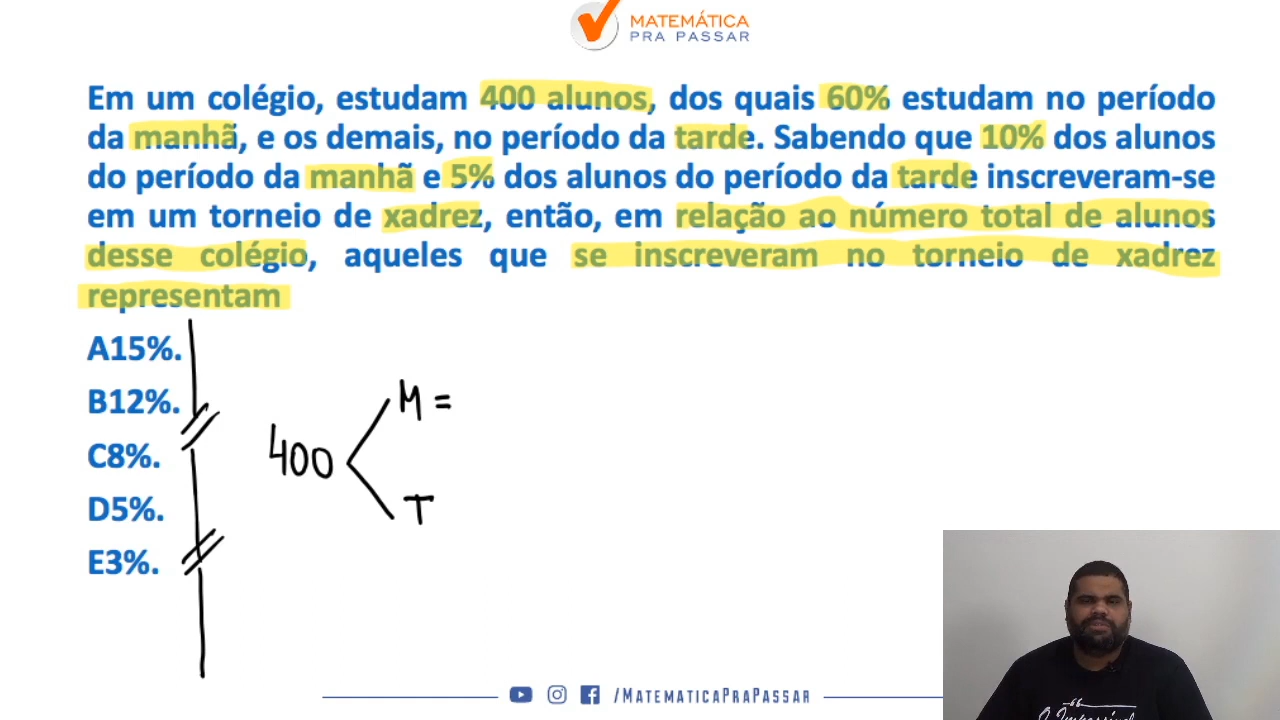 MATEMÁTICA
PRA PASSAR
Em um colégio, estudam 400 alunos, dos quais 60% estudam no período
da manhã, e os demais, no período da tarde. Sabendo que 10% dos alunos
do período da manhã e 5% dos alunos do período da tarde inscreveram-se
em um torneio de xadrez, então, em relação ao número total de alunos
desse colégio, aqueles que se inscreveram no torneio de xadrez
representam
A15%.
B12%.
C8%.
D5%.
E3%.
M =
400
T
/MATEMATICAPRAPASSAR